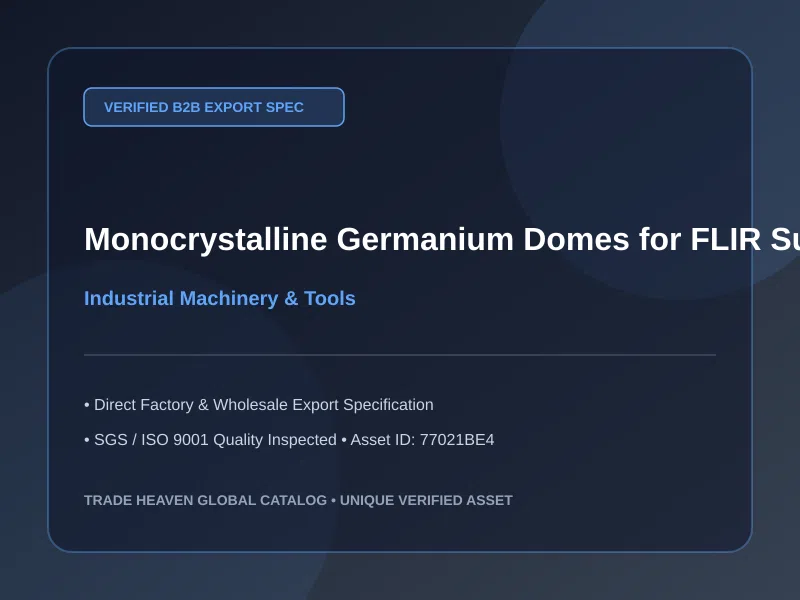 VERIFIED B2B EXPORT SPEC
Monocrystalline Germanium Domes for FLIR
Industrial Machinery & Tools
• Direct Factory & Wholesale Export Specification
• SGS / ISO 9001 Quality Inspected • Asset ID: 77021BE4
TRADE HEAVEN GLOBAL CATALOG • UNIQUE VERIFIED ASSET